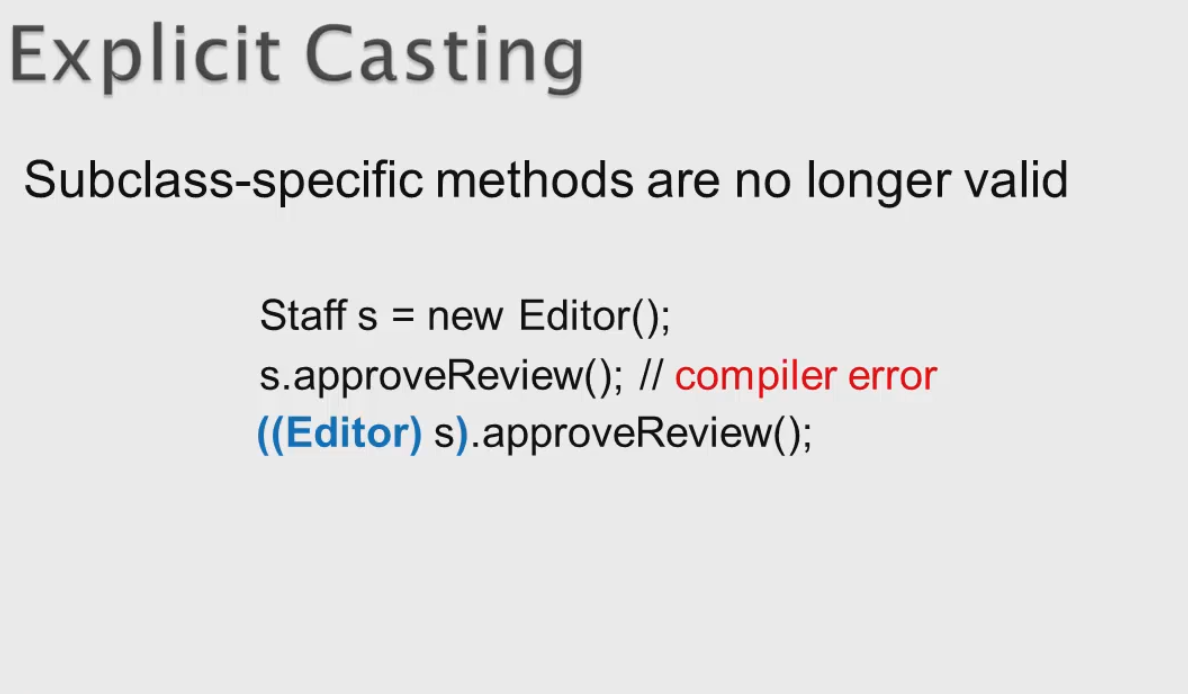 Explicit Casting
Subclass-specific methods are no longer valid
Staff s = new Editor();
s.approveReview(); // compiler error
((Editor) s).approveReview();